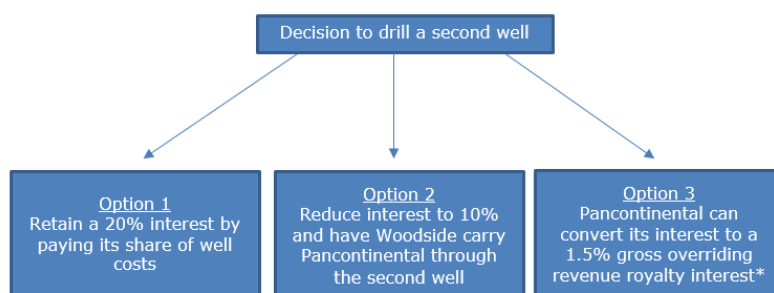 Decision to drill a second well
Option 1
Retain a 20% interest by
paying its share of well
costs
Option 2
Reduce interest to 10%
and have Woodside carry
Pancontinental through
the second well
Option 3
Pancontinental can
convert its interest to a
1.5% gross overriding
revenue royalty interest*